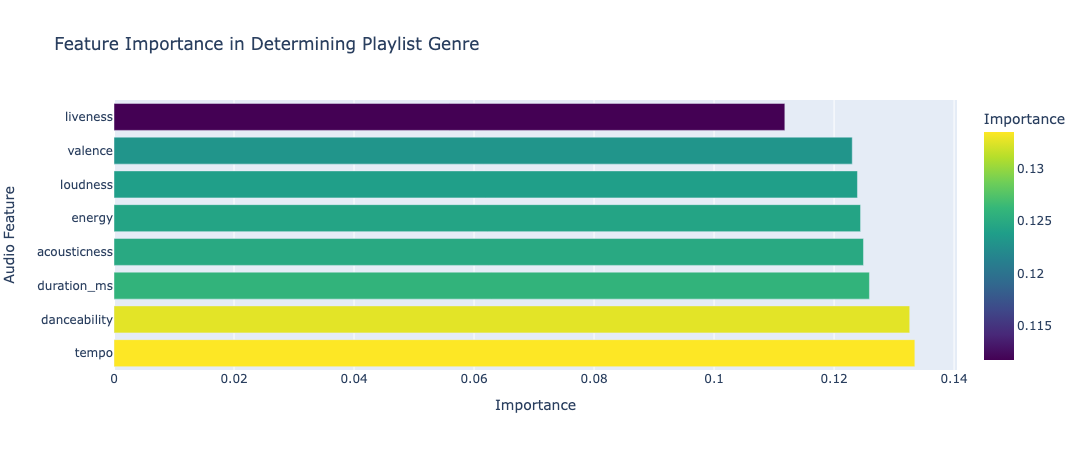 Feature Importance in Determining Playlist Genre
Audio Feature
liveness
valence
loudness
energy
acousticness
duration_ms
danceability
tempo
0 0.02 0.04 0.06 0.08 0.1 0.12 0.14
Importance
Importance
0.13
0.125
0.12
0.115